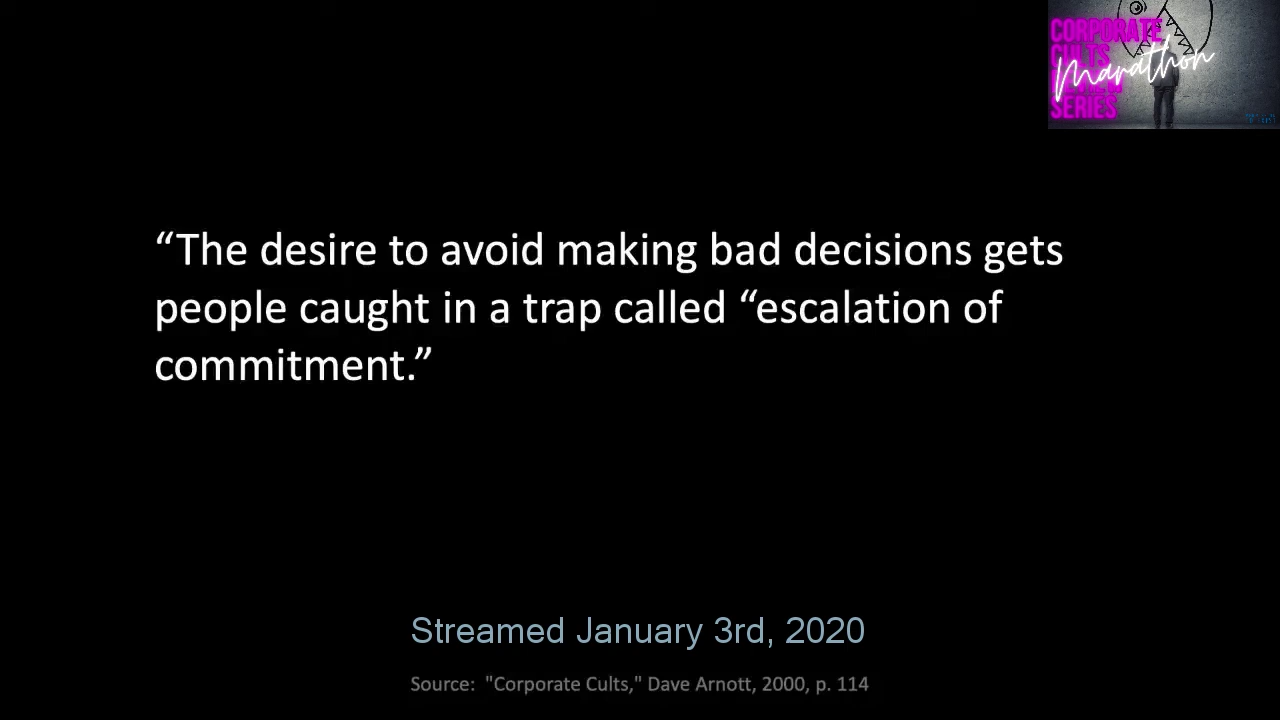 CORPORATE
CULTS
Marathon
SERIES
“The desire to avoid making bad decisions gets
people caught in a trap called “escalation of
commitment.”
Streamed January 3rd, 2020
Source: "Corporate Cults," Dave Arnott, 2000, p. 114